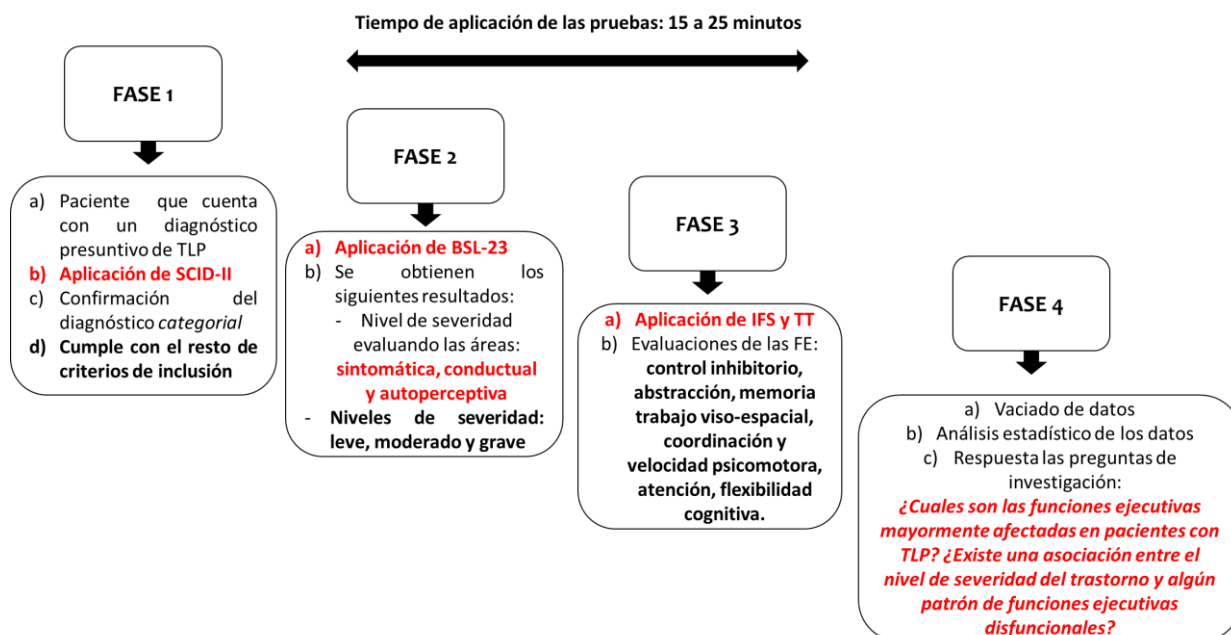 Tiempo de aplicación de las pruebas: 15 a 25 minutos
FASE 1
a) Paciente que cuenta
con un diagnóstico
presuntivo de TLP
b) Aplicación de SCID-II
c) Confirmación del
diagnóstico categorial
d) Cumple con el resto de
criterios de inclusión
FASE 2
a) Aplicación de BSL-23
b) Se obtienen los
siguientes resultados:
- Nivel de severidad
evaluando las áreas:
sintomática, conductual
y autoperceptiva
- Niveles de severidad:
leve, moderado y grave
FASE 3
a) Aplicación de IFS y TT
b) Evaluaciones de las FE:
control inhibitorio,
abstracción, memoria
trabajo viso-espacial,
coordinación y
velocidad psicomotora,
atención, flexibilidad
cognitiva.
FASE 4
a) Vaciado de datos
b) Análisis estadístico de los datos
c) Respuesta las preguntas de
investigación:
¿Cuales son las funciones ejecutivas
mayormente afectadas en pacientes con
TLP? ¿Existe una asociación entre el
nivel de severidad del trastorno y algún
patrón de funciones ejecutivas
disfuncionales?